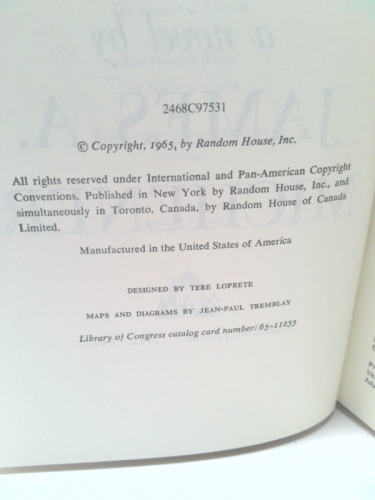 a novel by
JAMES A.
2468C97531
© Copyright, 1965, by Random House, Inc.
All rights reserved under International and Pan-American Copyright
Conventions. Published in New York by Random House, Inc., and
simultaneously in Toronto, Canada, by Random House of Canada
Limited.
Manufactured in the United States of America
DESIGNED BY TERE LOPRETE
MAPS AND DIAGRAMS BY JEAN-PAUL TREMBLAY
Library of Congress catalog card number: 65-11255